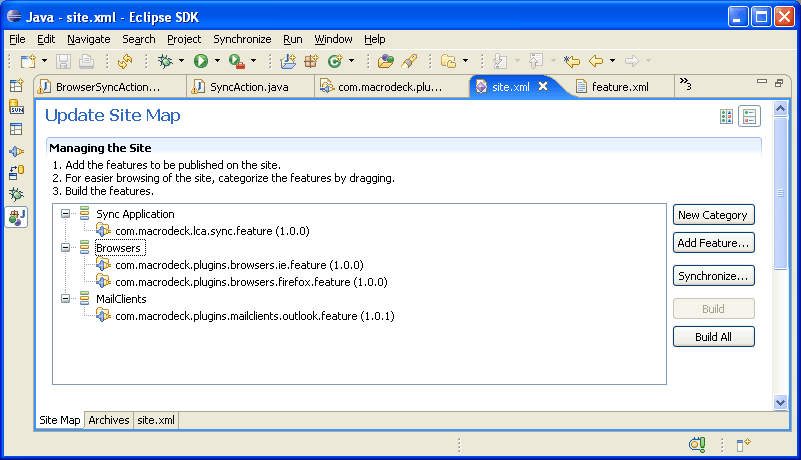 Java - site.xml - Eclipse SDK
File Edit Navigate Search Project Synchronize Run Window Help
BrowserSyncAction... SyncAction.java com.macrodeck.plu... site.xml feature.xml »3
SUN
Update Site Map
Managing the Site
1. Add the features to be published on the site.
2. For easier browsing of the site, categorize the features by dragging.
3. Build the features.
Sync Application
com.macrodeck.lca.sync.feature (1.0.0)
Browsers
com.macrodeck.plugins.browsers.ie.feature (1.0.0)
com.macrodeck.plugins.browsers.firefox.feature (1.0.0)
MailClients
com.macrodeck.plugins.mailclients.outlook.feature (1.0.1)
New Category
Add Feature...
Synchronize...
Build
Build All
Site Map Archives site.xml